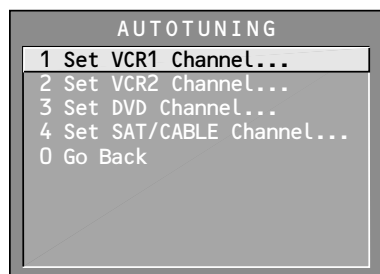 AUTOTUNING
1 Set VCR1 Channel...
2 Set VCR2 Channel...
3 Set DVD Channel...
4 Set SAT/CABLE Channel...
0 Go Back